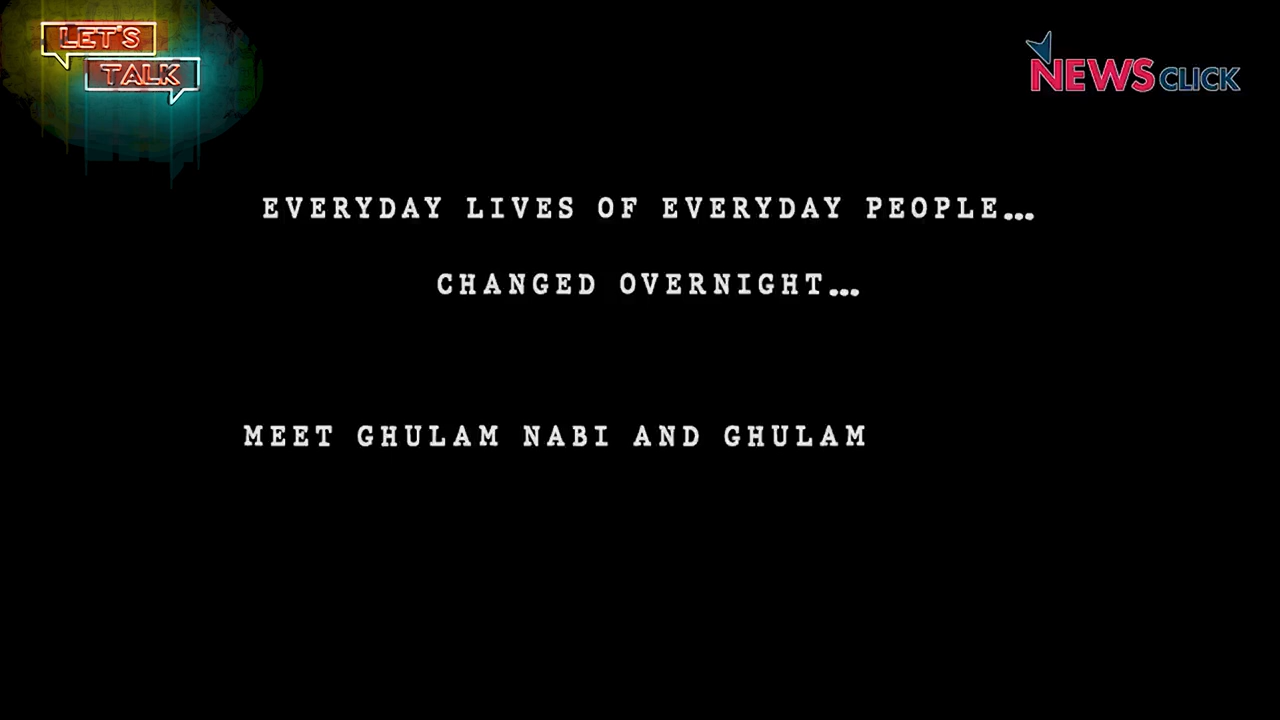 LET'S
TALK
NEWSCLICK
EVERYDAY LIVES OF EVERYDAY PEOPLE...
CHANGED OVERNIGHT...
MEET GHULAM NABI AND GHULAM